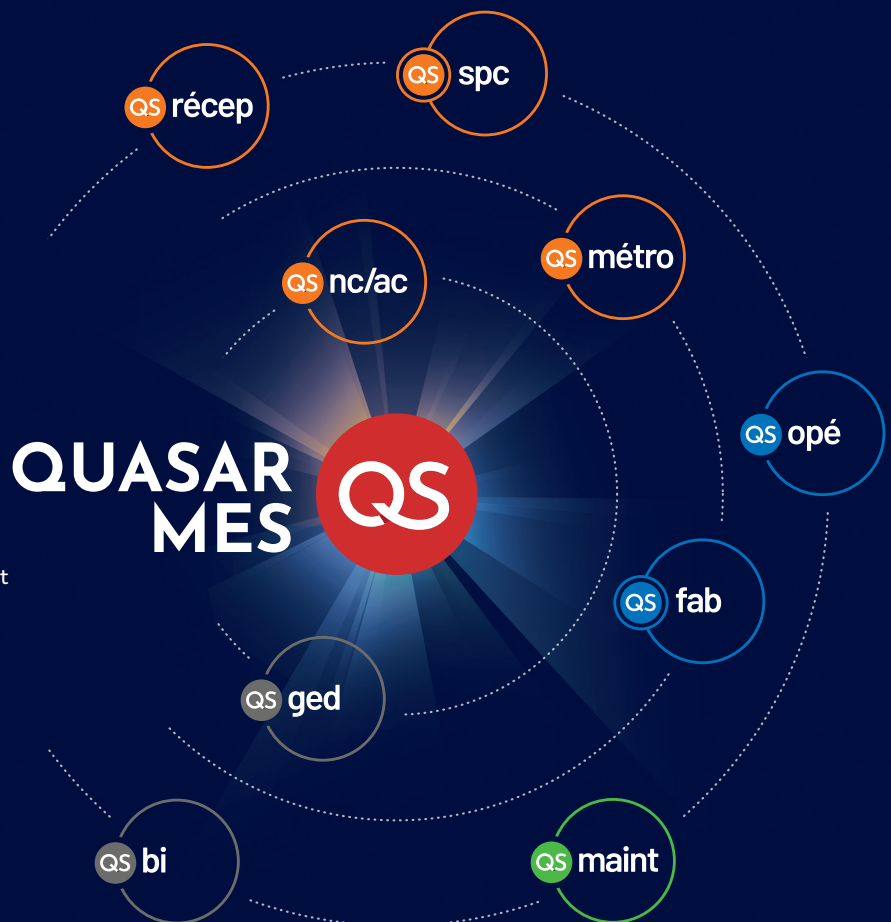 QS spc
QS récep
QS métro
QS nc/ac
QS opé
QUASAR
MES
QS
t
QS fab
QS ged
QS bi
QS maint